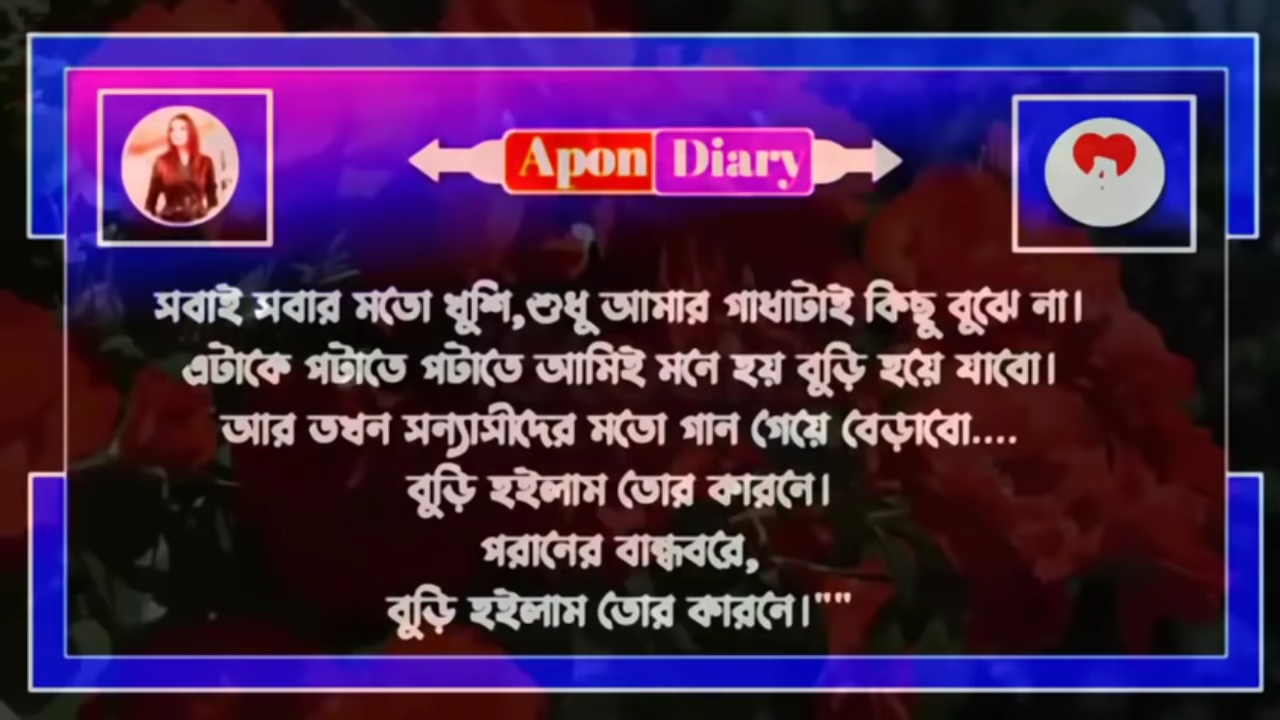 Apon Diary
সবাই সবার মতো খুশি,শুধু আমার গাধাটাই কিছু বুঝে না।
এটাকে পটাতে পটাতে আমিই মনে হয় বুড়ি হয়ে যাবো।
আর তখন সন্যাসীদের মতো গান গেয়ে বেড়াবো....
বুড়ি হইলাম তোর কারনে।
পরানের বান্ধবরে,
বুড়ি হইলাম তোর কারনে।""